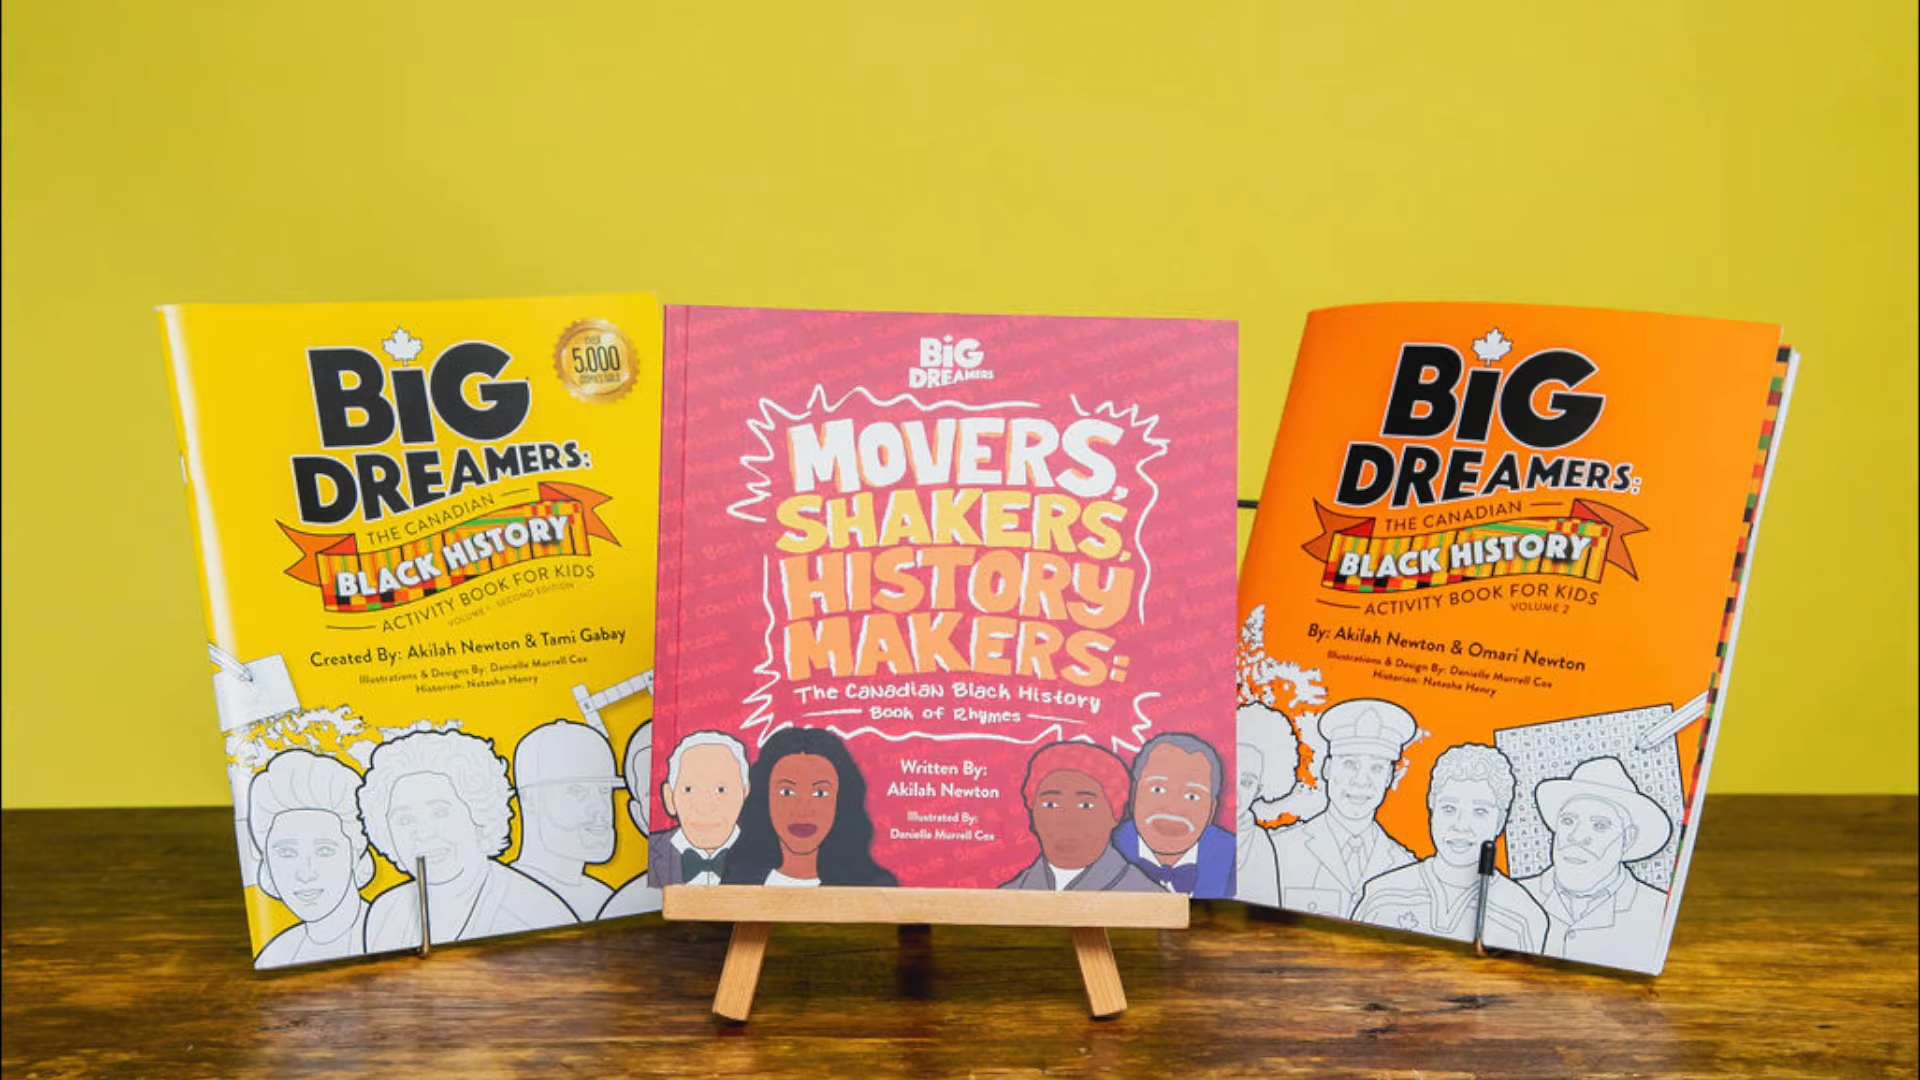 BiG
DREAMERS:
THE CANADIAN
BLACK HISTORY
ACTIVITY BOOK FOR KIDS
VOLUME 1 SECOND EDITION
Created By: Akilah Newton & Tami Gabay
Illustrations & Designs By: Danielle Murrell Cox
Historian: Natasha Henry
OVER
5,000
COPIES SOLD
BiG
DREAMERS
MOVERS,
SHAKERS,
HISTORY
MAKERS:
The Canadian Black History
Book of Rhymes
Written By:
Akilah Newton
Illustrated By:
Danielle Murrell Cox
BiG
DREAMERS:
THE CANADIAN
BLACK HISTORY
ACTIVITY BOOK FOR KIDS
VOLUME 2
By: Akilah Newton & Omari Newton
Illustrations & Design By: Danielle Murrell Cox
Historian: Natasha Henry